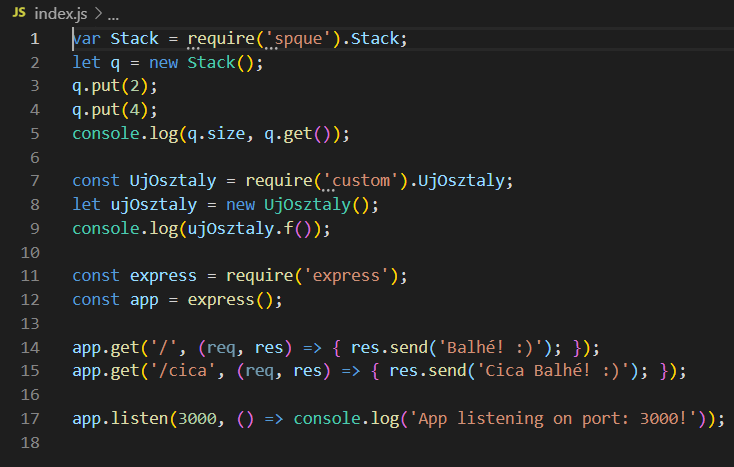 JS index.js > ...
1 var Stack = require('spque').Stack;
2 let q = new Stack();
3 q.put(2);
4 q.put(4);
5 console.log(q.size, q.get());
6
7 const UjOsztaly = require('custom').UjOsztaly;
8 let ujOsztaly = new UjOsztaly();
9 console.log(ujOsztaly.f());
10
11 const express = require('express');
12 const app = express();
13
14 app.get('/', (req, res) => { res.send('Balhé! :)'); });
15 app.get('/cica', (req, res) => { res.send('Cica Balhé! :)'); });
16
17 app.listen(3000, () => console.log('App listening on port: 3000!'));
18